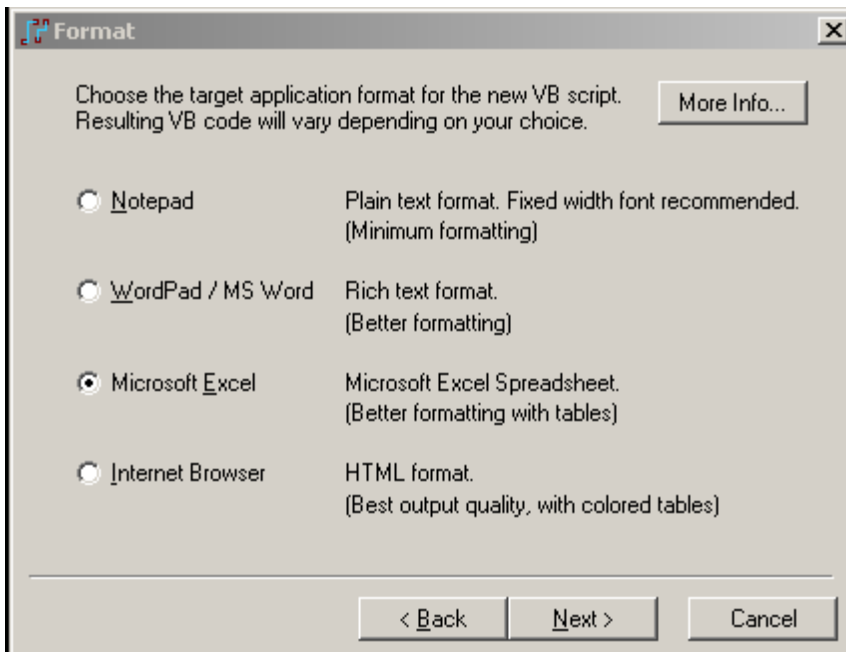 Format
Choose the target application format for the new VB script.
Resulting VB code will vary depending on your choice.
More Info...
Notepad
Plain text format. Fixed width font recommended.
(Minimum formatting)
WordPad / MS Word
Rich text format.
(Better formatting)
Microsoft Excel
Microsoft Excel Spreadsheet.
(Better formatting with tables)
Internet Browser
HTML format.
(Best output quality, with colored tables)
< Back
Next >
Cancel